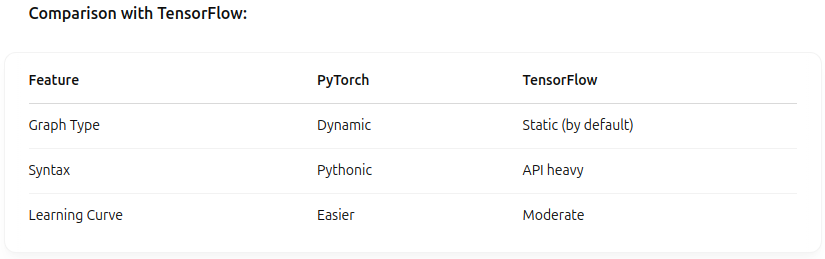 Comparison with TensorFlow:
Feature PyTorch TensorFlow
Graph Type Dynamic Static (by default)
Syntax Pythonic API heavy
Learning Curve Easier Moderate